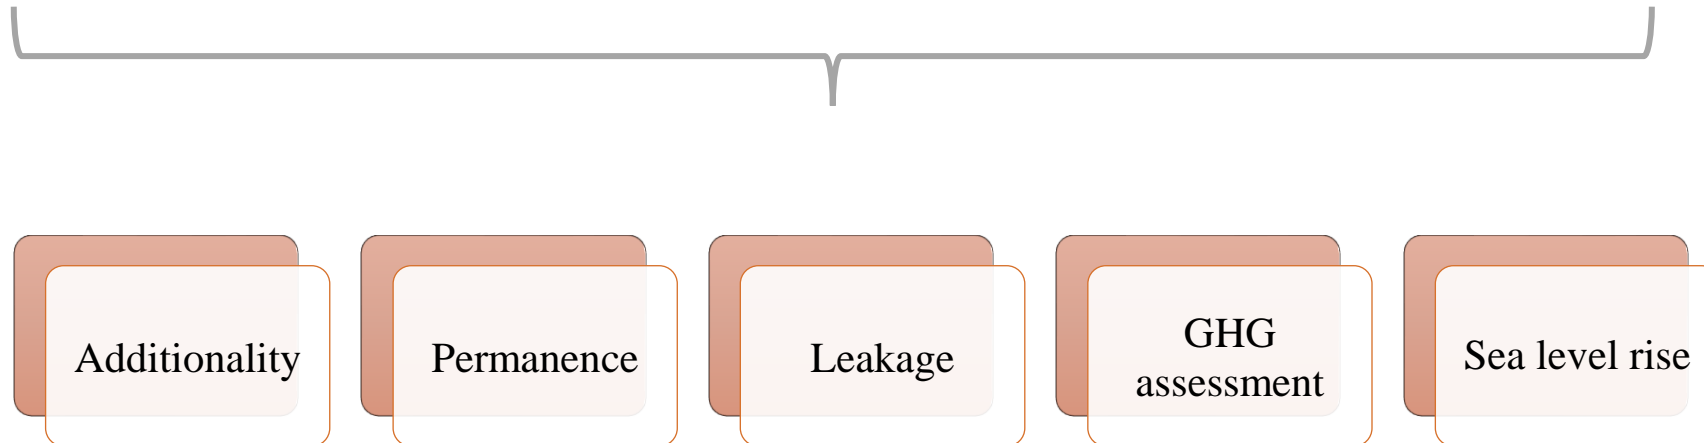 Additionality
Permanence
Leakage
GHG
assessment
Sea level rise